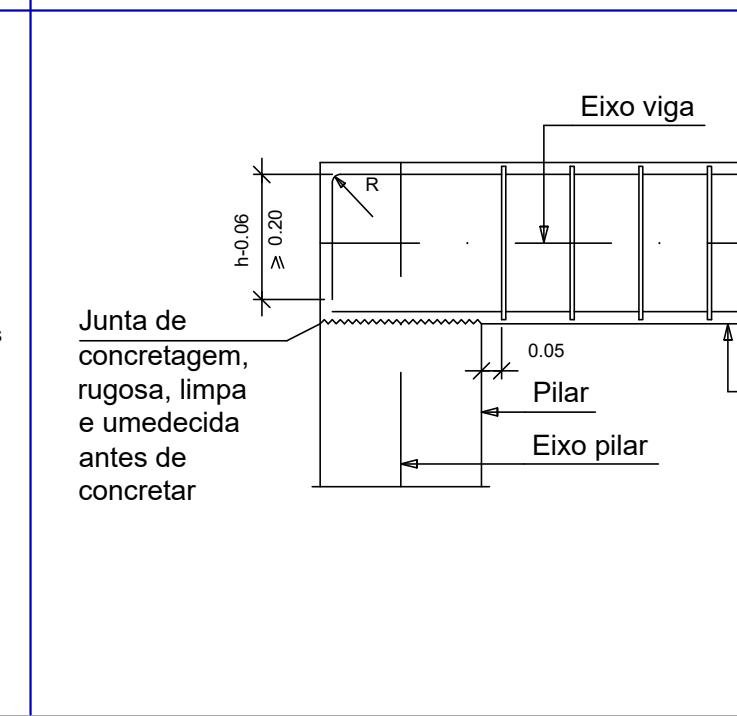 Eixo viga
R
h-0.06
⩾ 0.20
Junta de
concretagem,
rugosa, limpa
e umedecida
antes de
concretar
0.05
Pilar
Eixo pilar
s